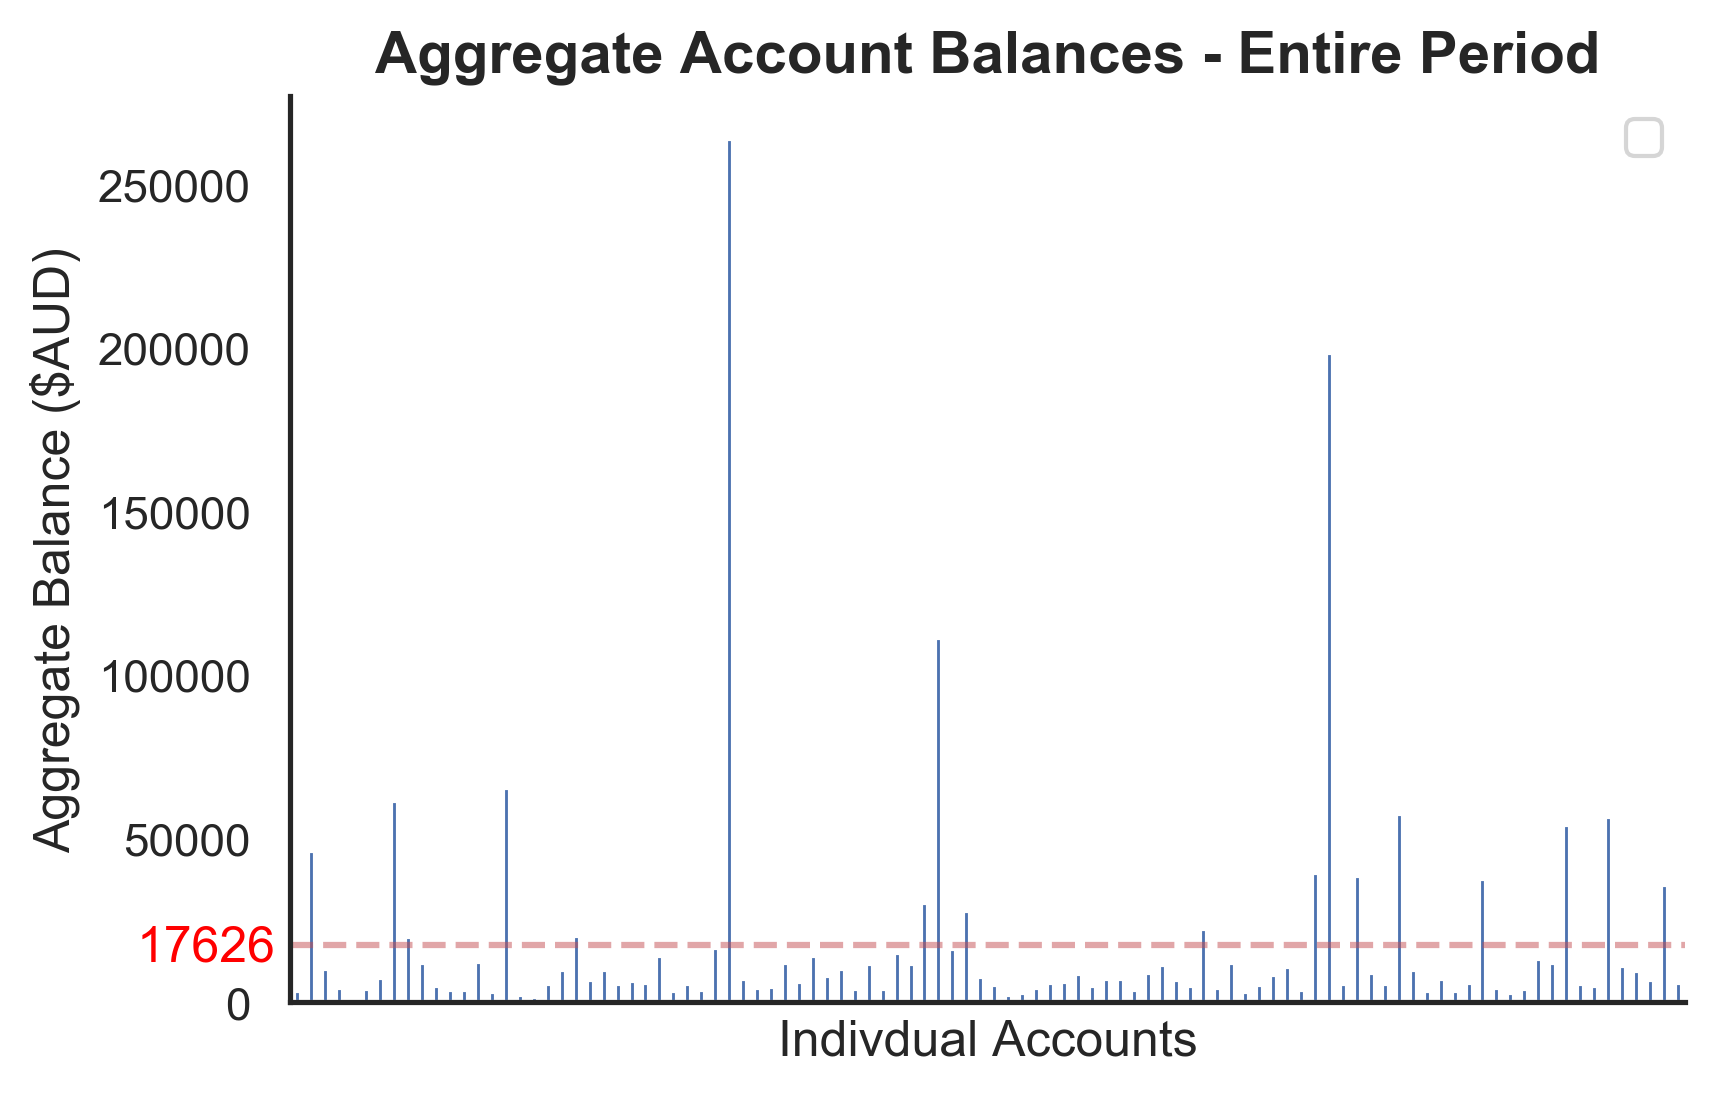 Aggregate Account Balances - Entire Period
Aggregate Balance ($AUD)
250000
200000
150000
100000
50000
17626
0
Indivdual Accounts